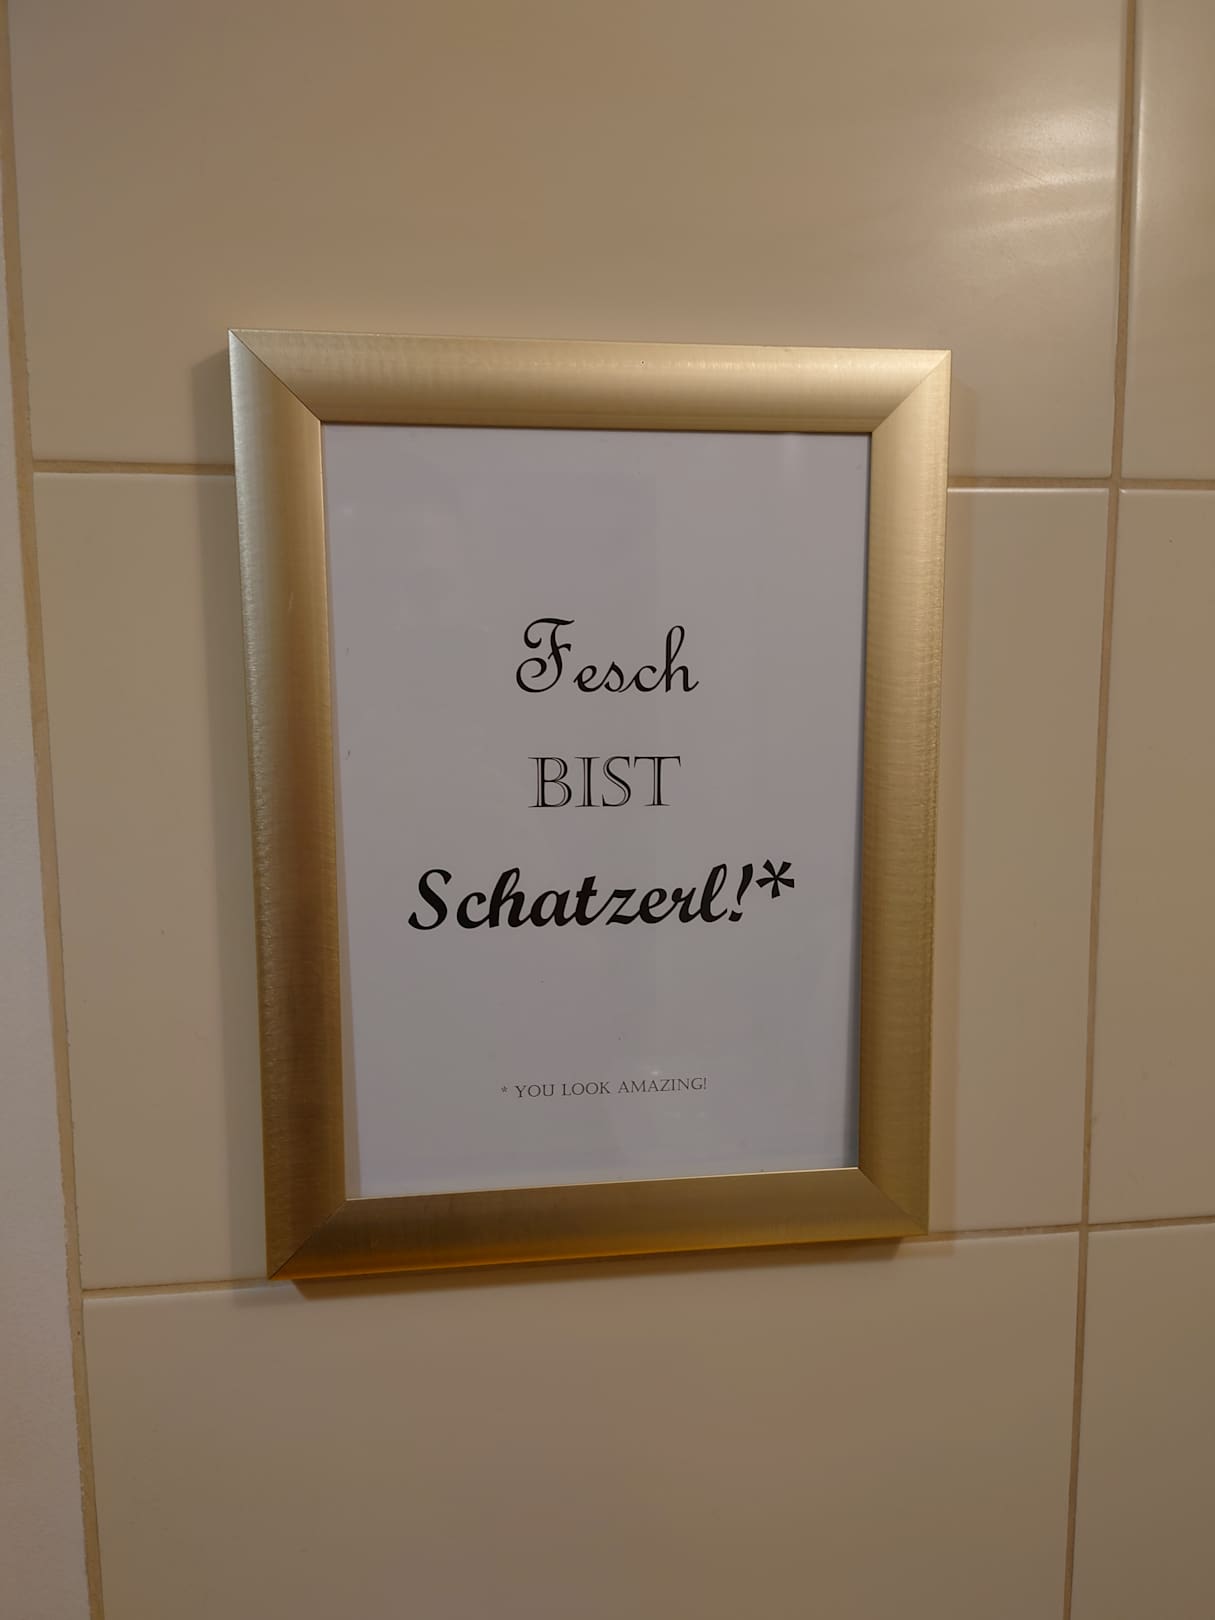 Fesch
BIST
Schatzerl!*
* YOU LOOK AMAZING!